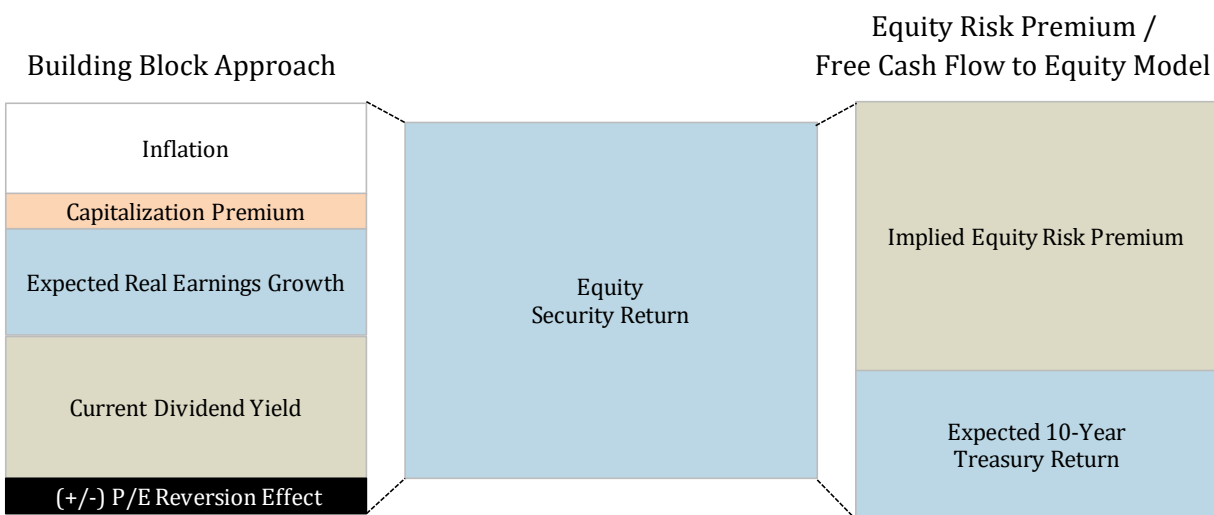 Building Block Approach
Inflation
Capitalization Premium
Expected Real Earnings Growth
Current Dividend Yield
(+/-) P/E Reversion Effect
Equity
Security Return
Equity Risk Premium /
Free Cash Flow to Equity Model
Implied Equity Risk Premium
Expected 10-Year
Treasury Return